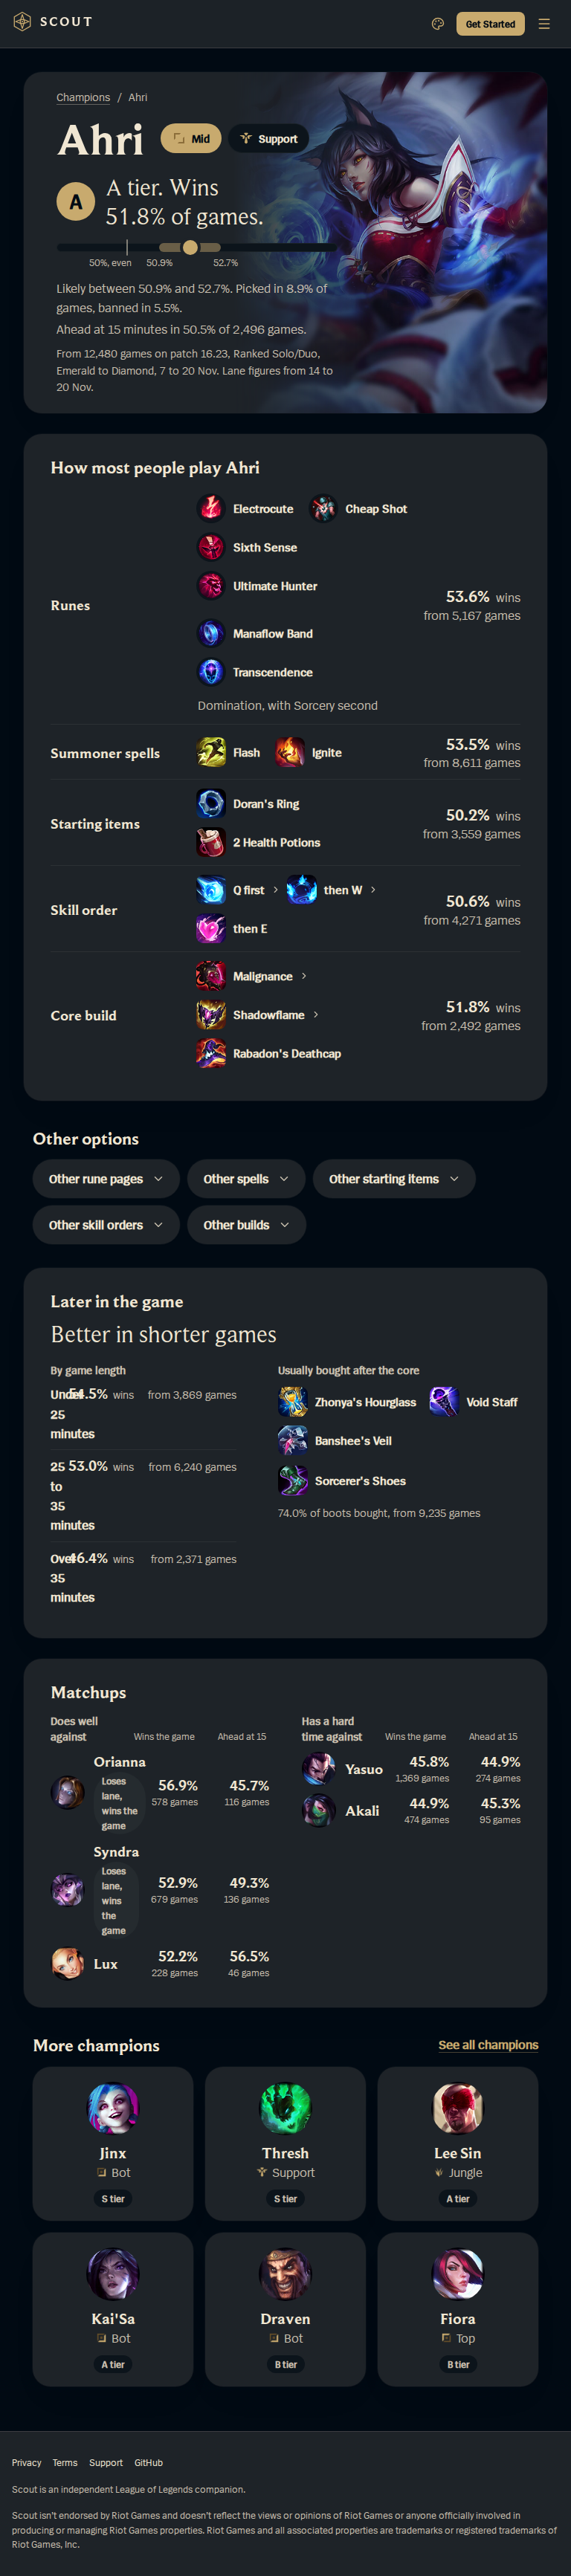 SCOUT
Get Started
Champions / Ahri
Ahri
Mid
Support
A
A tier. Wins
51.8% of games.
50%, even 50.9% 52.7%
Likely between 50.9% and 52.7%. Picked in 8.9% of
games, banned in 5.5%.
Ahead at 15 minutes in 50.5% of 2,496 games.
From 12,480 games on patch 16.23, Ranked Solo/Duo,
Emerald to Diamond, 7 to 20 Nov. Lane figures from 14 to
20 Nov.
How most people play Ahri
Runes
Electrocute
Cheap Shot
Sixth Sense
Ultimate Hunter
Manaflow Band
Transcendence
Domination, with Sorcery second
53.6% wins
from 5,167 games
Summoner spells
Flash
Ignite
53.5% wins
from 8,611 games
Starting items
Doran's Ring
2 Health Potions
50.2% wins
from 3,559 games
Skill order
Q first
then W
then E
50.6% wins
from 4,271 games
Core build
Malignance
Shadowflame
Rabadon's Deathcap
51.8% wins
from 2,492 games
Other options
Other rune pages
Other spells
Other starting items
Other skill orders
Other builds
Later in the game
Better in shorter games
By game length
Under
25
minutes
54.5% wins from 3,869 games
25
to
35
minutes
53.0% wins from 6,240 games
Over
35
minutes
46.4% wins from 2,371 games
Usually bought after the core
Zhonya's Hourglass
Void Staff
Banshee's Veil
Sorcerer's Shoes
74.0% of boots bought, from 9,235 games
Matchups
Does well
against
Wins the game
Ahead at 15
Orianna
Loses
lane,
wins the
game
56.9%
578 games
45.7%
116 games
Syndra
Loses
lane,
wins
the
game
52.9%
679 games
49.3%
136 games
Lux
52.2%
228 games
56.5%
46 games
Has a hard
time against
Wins the game
Ahead at 15
Yasuo
45.8%
1,369 games
44.9%
274 games
Akali
44.9%
474 games
45.3%
95 games
More champions
See all champions
Jinx
Bot
S tier
Thresh
Support
S tier
Lee Sin
Jungle
A tier
Kai'Sa
Bot
A tier
Draven
Bot
B tier
Fiora
Top
B tier
Privacy Terms Support GitHub
Scout is an independent League of Legends companion.
Scout isn't endorsed by Riot Games and doesn't reflect the views or opinions of Riot Games or anyone officially involved in
producing or managing Riot Games properties. Riot Games and all associated properties are trademarks or registered trademarks of
Riot Games, Inc.